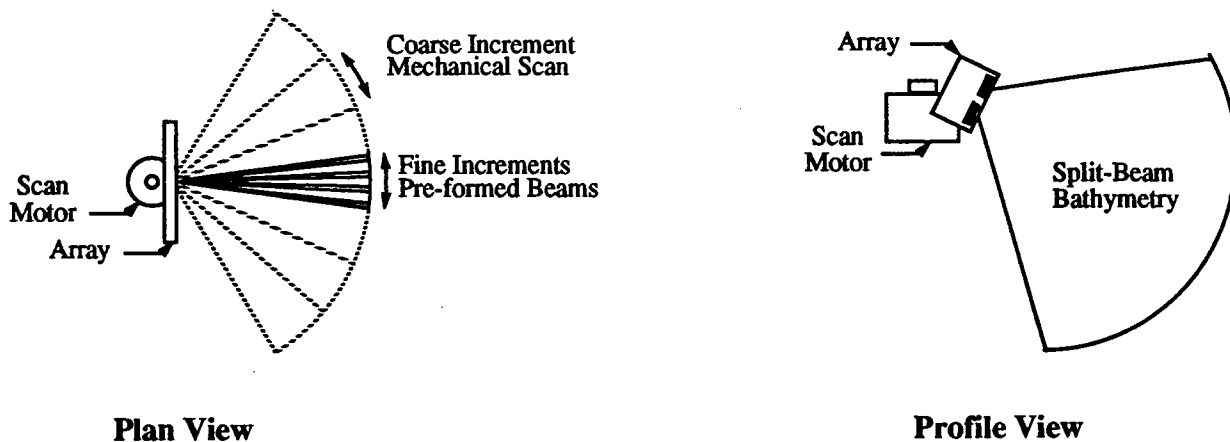 Coarse Increment
Mechanical Scan
Fine Increments
Pre-formed Beams
Scan
Motor
Array
Plan View
Array
Scan
Motor
Split-Beam
Bathymetry
Profile View